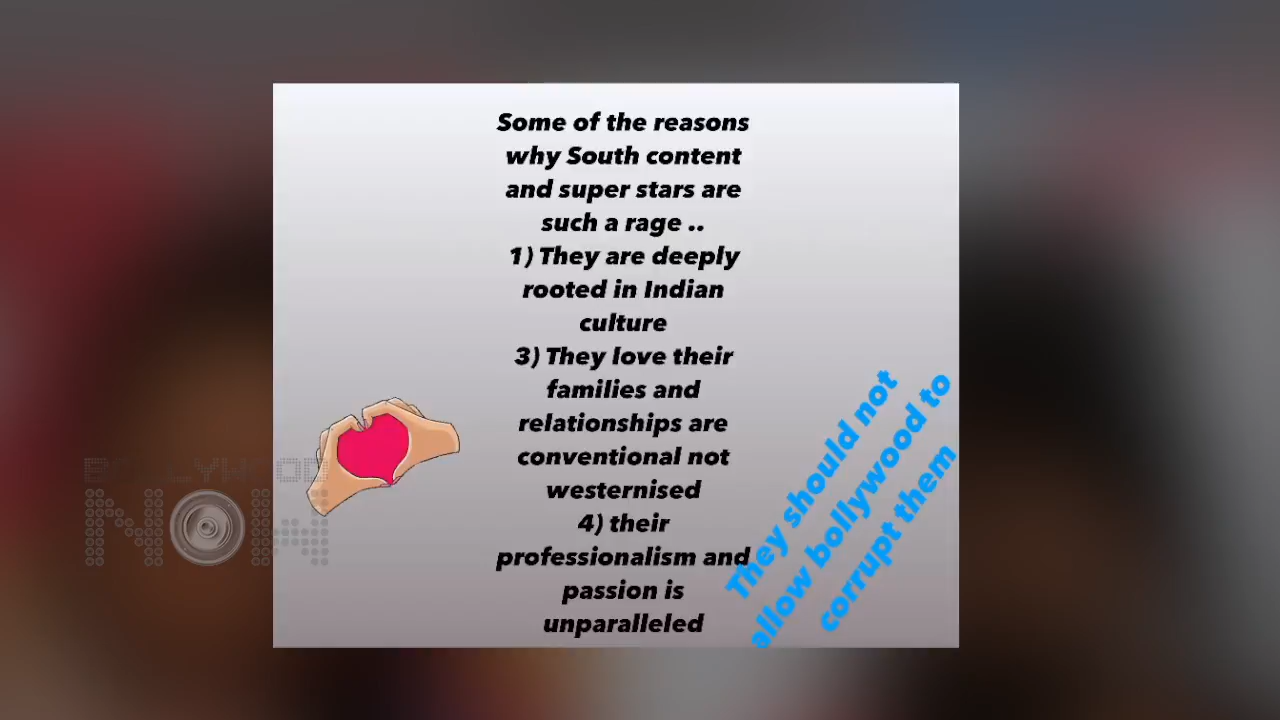 Some of the reasons
why South content
and super stars are
such a rage ..
1) They are deeply
rooted in Indian
culture
3) They love their
families and
relationships are
conventional not
westernised
4) their
professionalism and
passion is
unparalleled
They should not
allow bollywood to
corrupt them
BOLLYWOOD
NOW